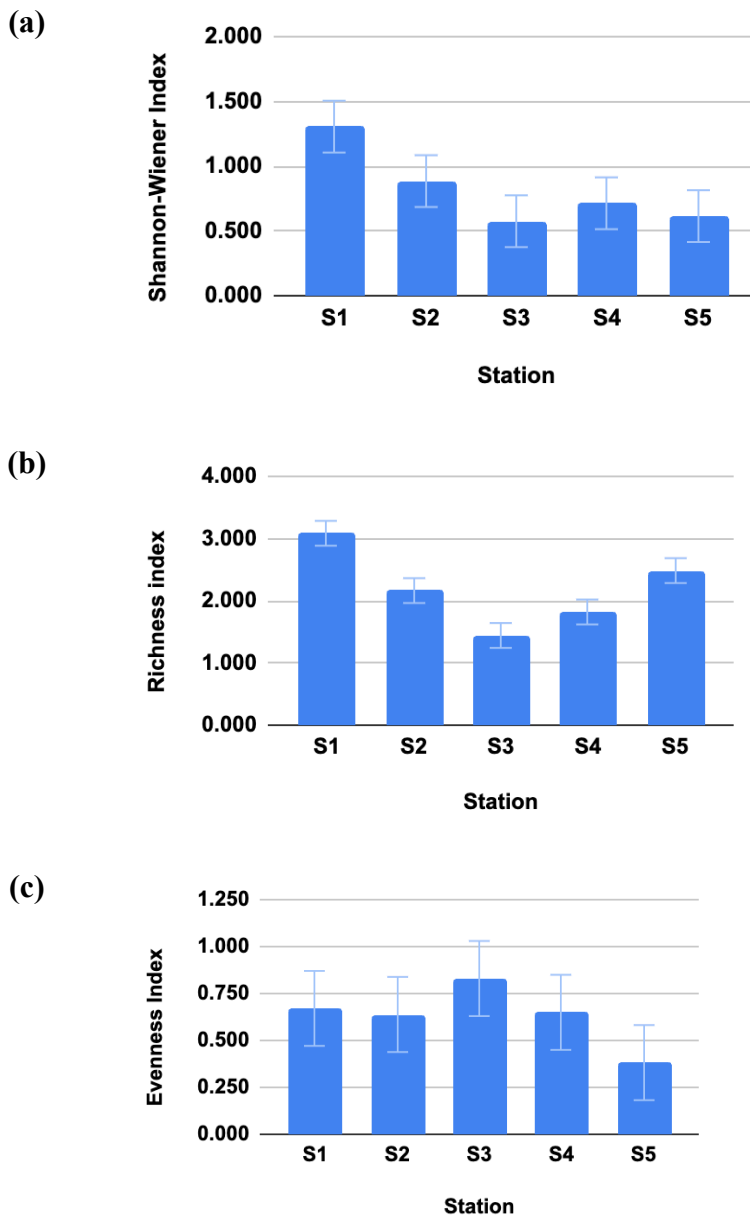 (a)
Shannon-Wiener Index
2.000
1.500
1.000
0.500
0.000
S1 S2 S3 S4 S5
Station
(b)
Richness index
4.000
3.000
2.000
1.000
0.000
S1 S2 S3 S4 S5
Station
(c)
Evenness Index
1.250
1.000
0.750
0.500
0.250
0.000
S1 S2 S3 S4 S5
Station